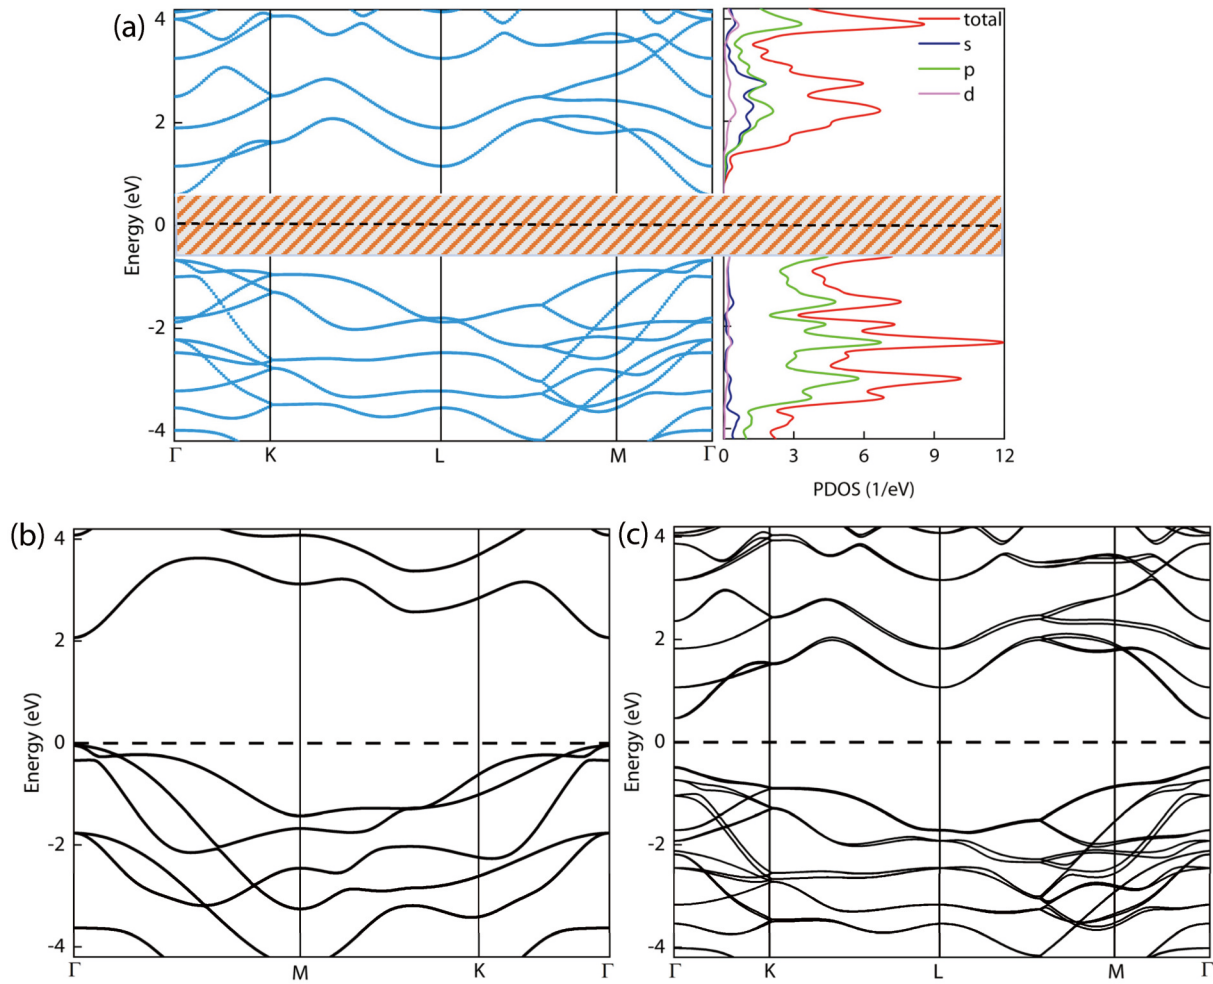 (a)
4
2
0
-2
-4
Energy (eV)
Γ K L M Γ
total
s
p
d
0 3 6 9 12
PDOS (1/eV)
(b)
4
2
0
-2
-4
Energy (eV)
Γ M K Γ
(c)
4
2
0
-2
-4
Energy (eV)
Γ K L M Γ